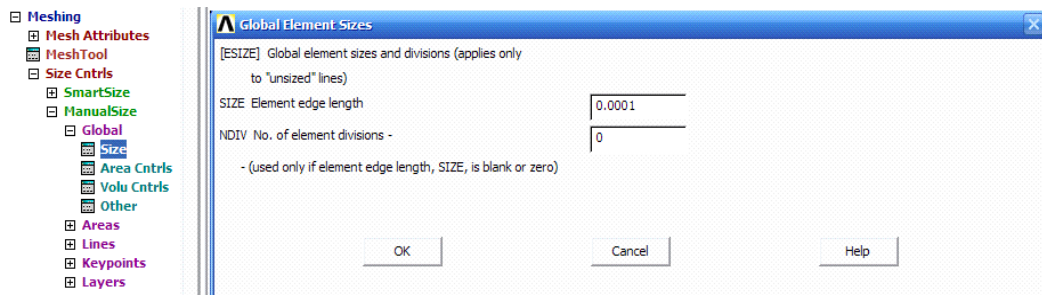 Meshing
Mesh Attributes
MeshTool
Size Cntrls
SmartSize
ManualSize
Global
Size
Area Cntrls
Volu Cntrls
Other
Areas
Lines
Keypoints
Layers
Global Element Sizes
[ESIZE] Global element sizes and divisions (applies only
to "unsized" lines)
SIZE Element edge length 0.0001
NDIV No. of element divisions - 0
- (used only if element edge length, SIZE, is blank or zero)
OK Cancel Help